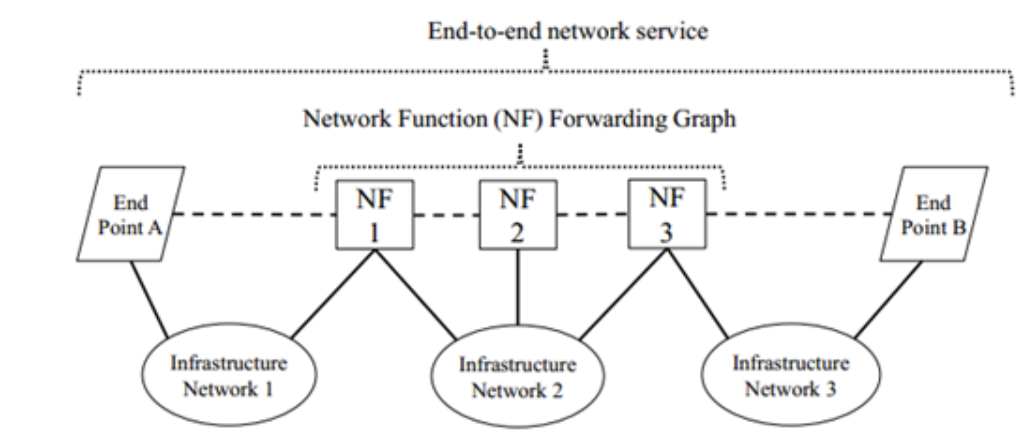 End-to-end network service
Network Function (NF) Forwarding Graph
End
Point A
NF
1
NF
2
NF
3
End
Point B
Infrastructure
Network 1
Infrastructure
Network 2
Infrastructure
Network 3